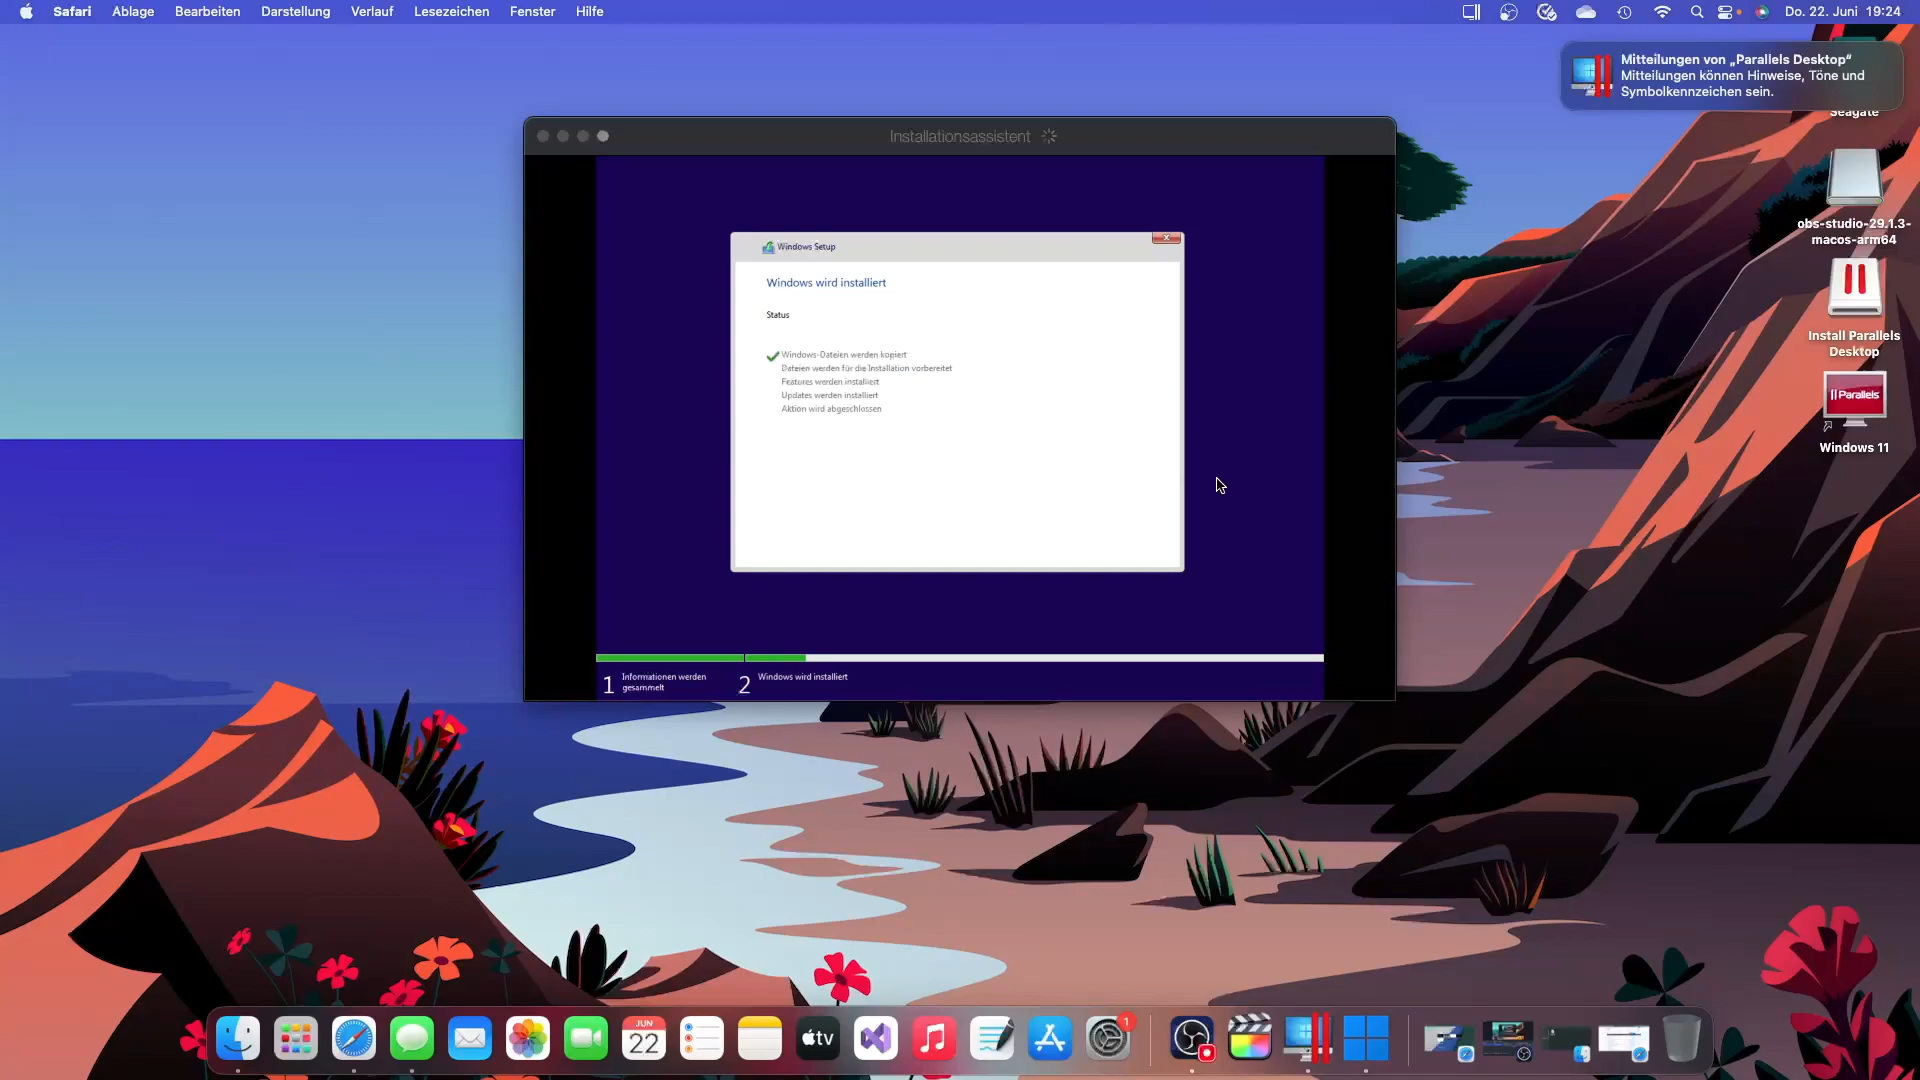 Safari Ablage Bearbeiten Darstellung Verlauf Lesezeichen Fenster Hilfe
Do. 22. Juni 19:24
Mitteilungen von „Parallels Desktop“
Mitteilungen können Hinweise, Töne und
Symbolkennzeichen sein.
Seagate
obs-studio-29.1.3-
macos-arm64
Install Parallels
Desktop
Parallels
Windows 11
Installationsassistent
Windows Setup
Windows wird installiert
Status
Windows-Dateien werden kopiert
Dateien werden für die Installation vorbereitet
Features werden installiert
Updates werden installiert
Aktion wird abgeschlossen
1 Informationen werden
gesammelt
2 Windows wird installiert
JUN
22
tv
1